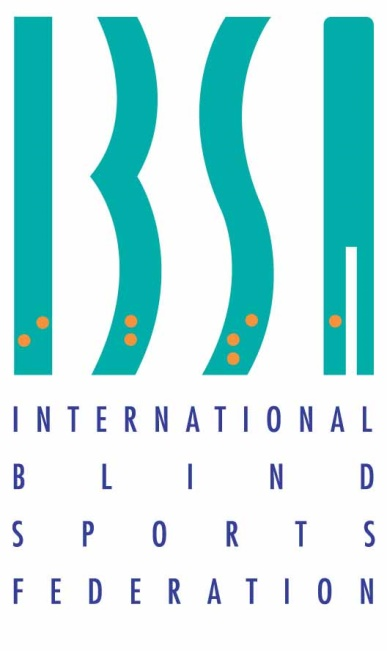 IBSA
INTERNATIONAL
BLIND
SPORTS
FEDERATION